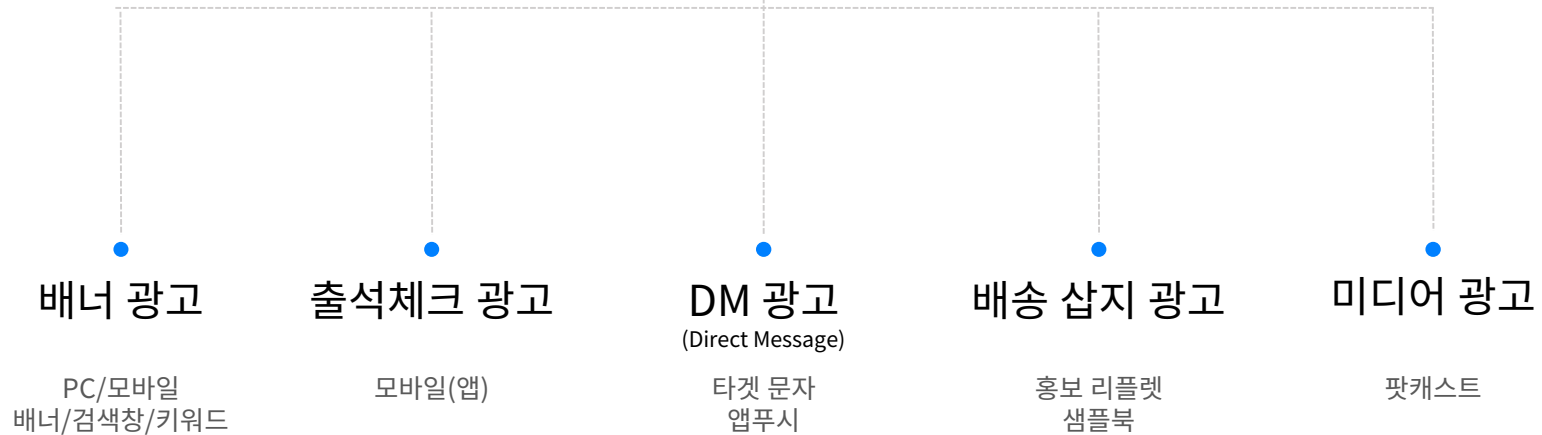 배너 광고
출석체크 광고
DM 광고
(Direct Message)
배송 삽지 광고
미디어 광고
PC/모바일
배너/검색창/키워드
모바일(앱)
타겟 문자
앱푸시
홍보 리플렛
샘플북
팟캐스트